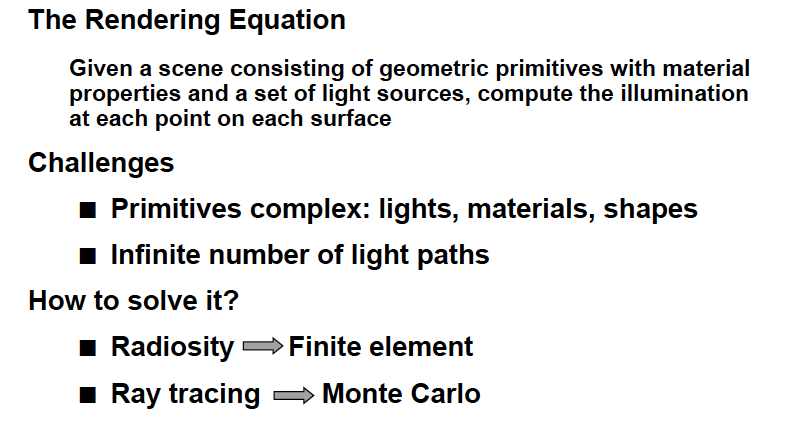 The Rendering Equation
Given a scene consisting of geometric primitives with material
properties and a set of light sources, compute the illumination
at each point on each surface
Challenges
■ Primitives complex: lights, materials, shapes
■ Infinite number of light paths
How to solve it?
■ Radiosity ⇒ Finite element
■ Ray tracing ⇒ Monte Carlo